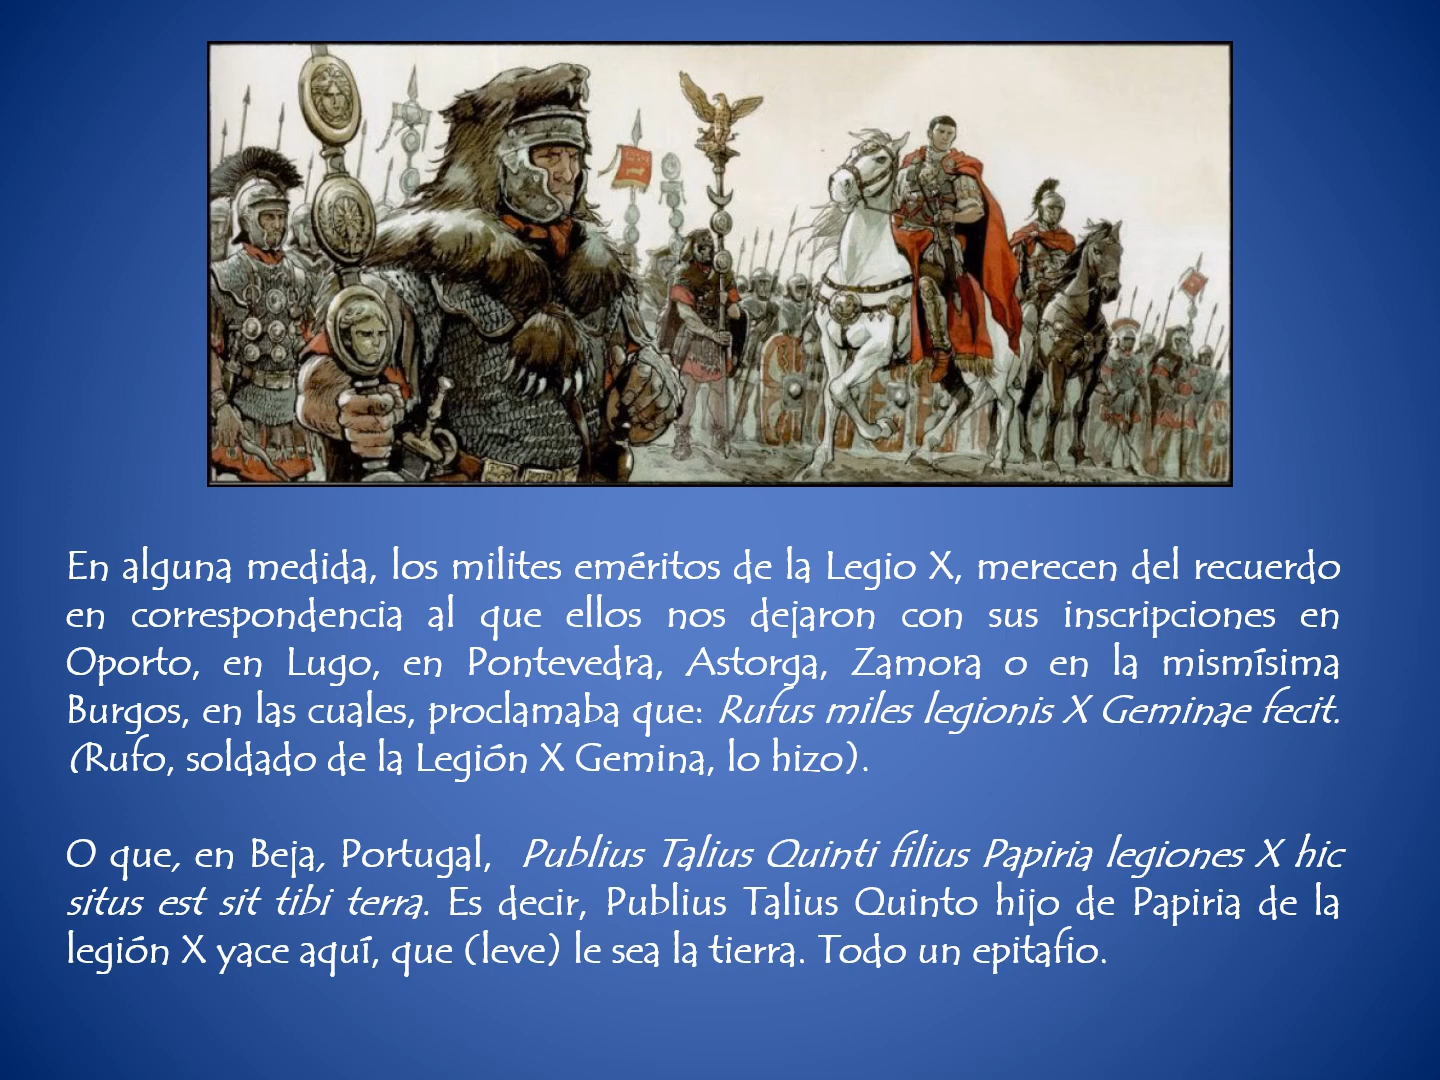 En alguna medida, los milites eméritos de la Legio X, merecen del recuerdo
en correspondencia al que ellos nos dejaron con sus inscripciones en
Oporto, en Lugo, en Pontevedra, Astorga, Zamora o en la mismísima
Burgos, en las cuales, proclamaba que: Rufus miles legionis X Geminae fecit.
(Rufo, soldado de la Legión X Gemina, lo hizo).
O que, en Beja, Portugal, Publius Talius Quinti filius Papiria legiones X hic
situs est sit tibi terra. Es decir, Publius Talius Quinto hijo de Papiria de la
legión X yace aquí, que (leve) le sea la tierra. Todo un epitafio.